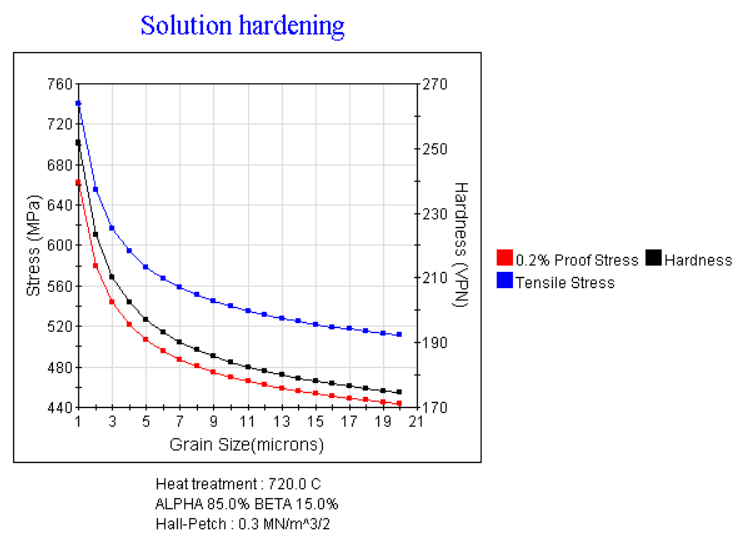 Solution hardening
760
720
680
640
600
560
520
480
440
Stress (MPa)
270
250
230
210
190
170
Hardness (VPN)
1 3 5 7 9 11 13 15 17 19 21
Grain Size(microns)
0.2% Proof Stress Hardness
Tensile Stress
Heat treatment : 720.0 C
ALPHA 85.0% BETA 15.0%
Hall-Petch : 0.3 MN/m^3/2